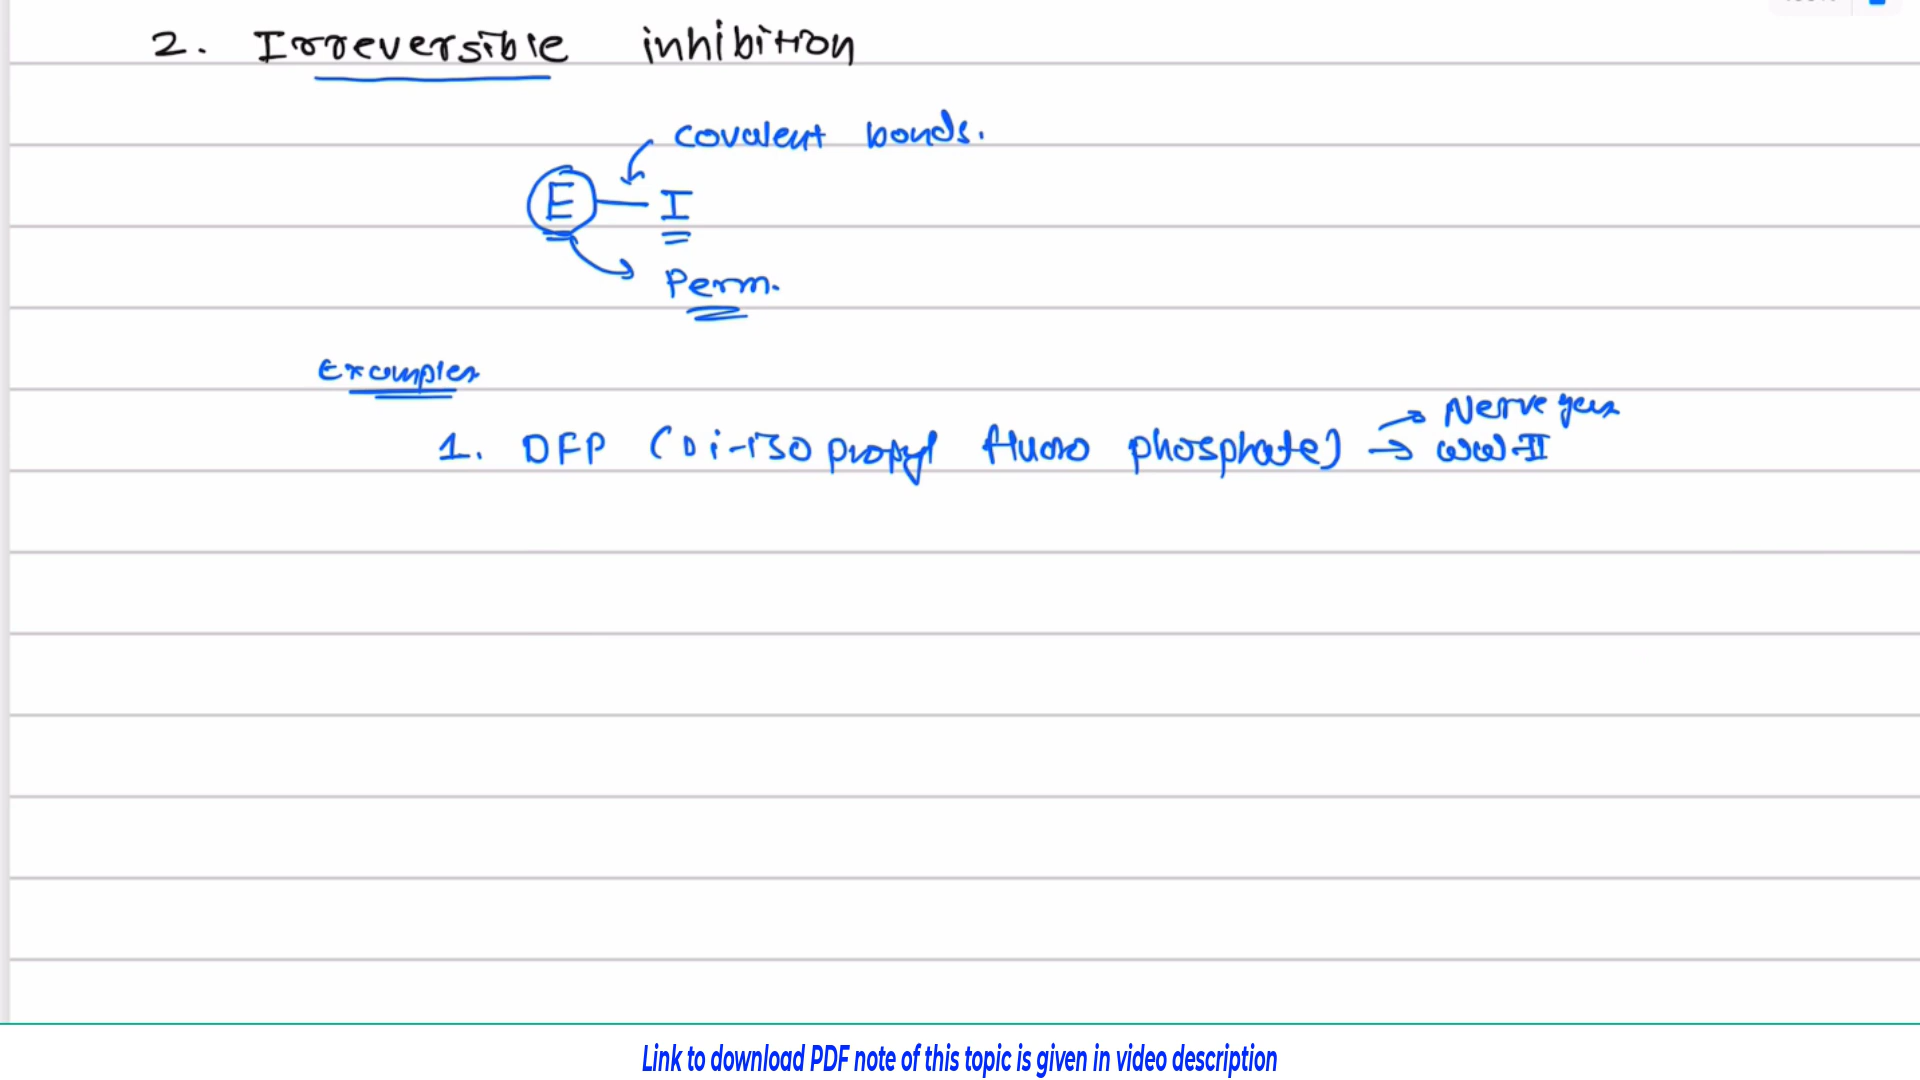 2. Irreversible inhibition
covalent bonds.
E — I
Perm.
Examples
Nerve gas
1. DFP (Di-iso propyl fluoro phosphate) → WW-II
Link to download PDF note of this topic is given in video description